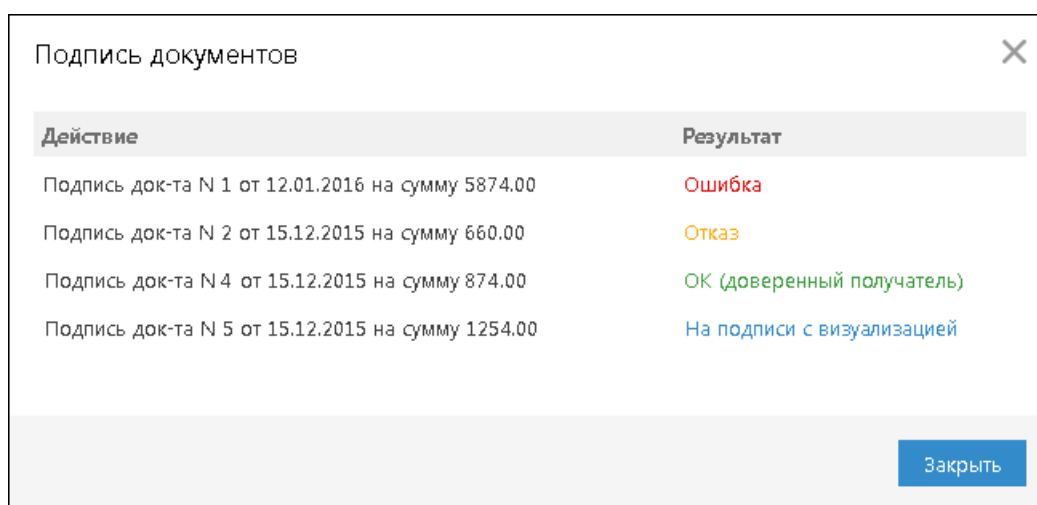 Подпись документов
Действие Результат
Подпись док-та N 1 от 12.01.2016 на сумму 5874.00 Ошибка
Подпись док-та N 2 от 15.12.2015 на сумму 660.00 Отказ
Подпись док-та N 4 от 15.12.2015 на сумму 874.00 ОК (доверенный получатель)
Подпись док-та N 5 от 15.12.2015 на сумму 1254.00 На подписи с визуализацией
Закрыть